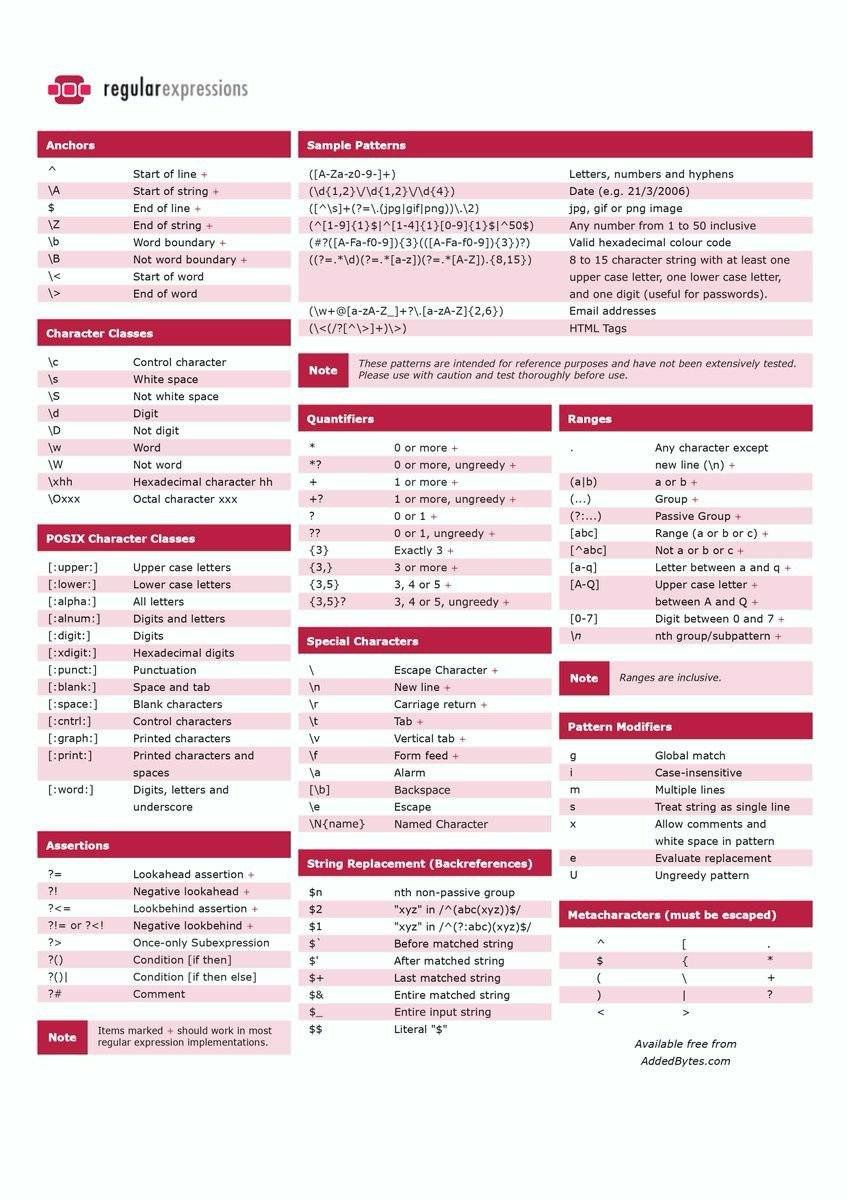 regularexpressions
Anchors
^ Start of line +
\A Start of string +
$ End of line +
\Z End of string +
\b Word boundary +
\B Not word boundary +
\< Start of word
\> End of word
Character Classes
\c Control character
\s White space
\S Not white space
\d Digit
\D Not digit
\w Word
\W Not word
\xhh Hexadecimal character hh
\Oxxx Octal character xxx
POSIX Character Classes
[:upper:] Upper case letters
[:lower:] Lower case letters
[:alpha:] All letters
[:alnum:] Digits and letters
[:digit:] Digits
[:xdigit:] Hexadecimal digits
[:punct:] Punctuation
[:blank:] Space and tab
[:space:] Blank characters
[:cntrl:] Control characters
[:graph:] Printed characters
[:print:] Printed characters and
spaces
[:word:] Digits, letters and
underscore
Assertions
?= Lookahead assertion +
?! Negative lookahead +
?<= Lookbehind assertion +
?!= or ?<! Negative lookbehind +
?> Once-only Subexpression
?() Condition [if then]
?()| Condition [if then else]
?# Comment
Note Items marked + should work in most
regular expression implementations.
Sample Patterns
([A-Za-z0-9-]+) Letters, numbers and hyphens
(\d{1,2}\/\d{1,2}\/\d{4}) Date (e.g. 21/3/2006)
([^\s]+(?=\.(jpg|gif|png))\.\2) jpg, gif or png image
(^[1-9]{1}$|^[1-4]{1}[0-9]{1}$|^50$) Any number from 1 to 50 inclusive
(#?([A-Fa-f0-9]){3}(([A-Fa-f0-9]){3})?) Valid hexadecimal colour code
((?=.*\d)(?=.*[a-z])(?=.*[A-Z]).{8,15}) 8 to 15 character string with at least one
upper case letter, one lower case letter,
and one digit (useful for passwords).
(\w+@[a-zA-Z_]+?\.[a-zA-Z]{2,6}) Email addresses
(\<(/?[^\>]+)\>) HTML Tags
Note These patterns are intended for reference purposes and have not been extensively tested.
Please use with caution and test thoroughly before use.
Quantifiers
* 0 or more +
*? 0 or more, ungreedy +
+ 1 or more +
+? 1 or more, ungreedy +
? 0 or 1 +
?? 0 or 1, ungreedy +
{3} Exactly 3 +
{3,} 3 or more +
{3,5} 3, 4 or 5 +
{3,5}? 3, 4 or 5, ungreedy +
Special Characters
\ Escape Character +
\n New line +
\r Carriage return +
\t Tab +
\v Vertical tab +
\f Form feed +
\a Alarm
[\b] Backspace
\e Escape
\N{name} Named Character
String Replacement (Backreferences)
$n nth non-passive group
$2 "xyz" in /^(abc(xyz))$/
$1 "xyz" in /^(?:abc)(xyz)$/
$` Before matched string
$' After matched string
$+ Last matched string
$& Entire matched string
$_ Entire input string
$$ Literal "$"
Ranges
. Any character except
new line (\n) +
(a|b) a or b +
(...) Group +
(?:...) Passive Group +
[abc] Range (a or b or c) +
[^abc] Not a or b or c +
[a-q] Letter between a and q +
[A-Q] Upper case letter +
between A and Q +
[0-7] Digit between 0 and 7 +
\n nth group/subpattern +
Note Ranges are inclusive.
Pattern Modifiers
g Global match
i Case-insensitive
m Multiple lines
s Treat string as single line
x Allow comments and
white space in pattern
e Evaluate replacement
U Ungreedy pattern
Metacharacters (must be escaped)
^ [ .
$ { *
( \ +
) | ?
< >
Available free from
AddedBytes.com